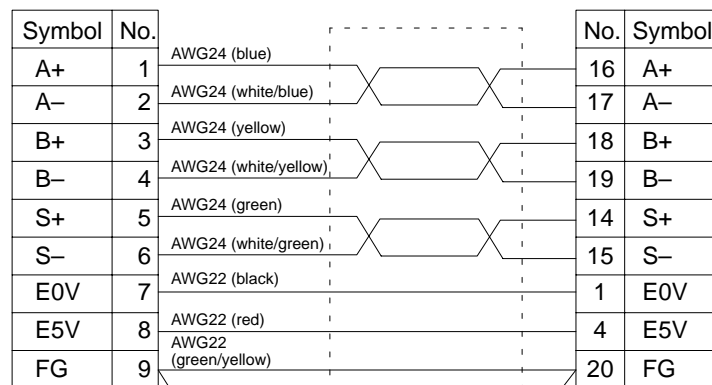 Symbol No. No. Symbol
A+ 1 AWG24 (blue) 16 A+
A– 2 AWG24 (white/blue) 17 A–
B+ 3 AWG24 (yellow) 18 B+
B– 4 AWG24 (white/yellow) 19 B–
S+ 5 AWG24 (green) 14 S+
S– 6 AWG24 (white/green) 15 S–
E0V 7 AWG22 (black) 1 E0V
E5V 8 AWG22 (red) 4 E5V
FG 9 AWG22 (green/yellow) 20 FG